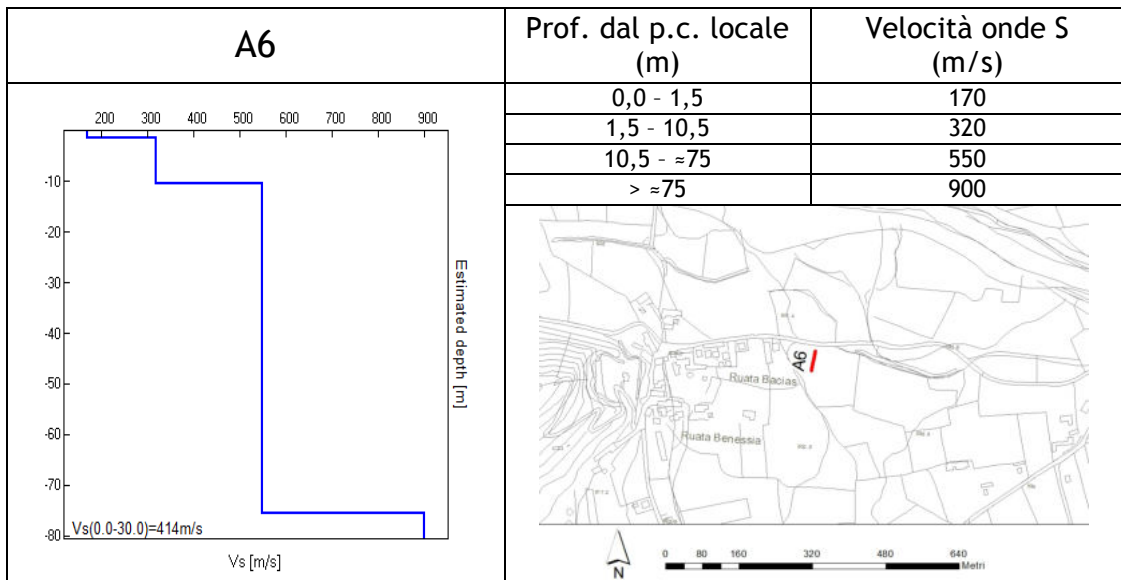 A6
Prof. dal p.c. locale
(m)
Velocità onde S
(m/s)
0,0 – 1,5 170
1,5 – 10,5 320
10,5 – ≈75 550
> ≈75 900
200 300 400 500 600 700 800 900
-10
-20
-30
-40
-50
-60
-70
-80
Estimated depth [m]
Vs(0.0-30.0)=414m/s
Vs [m/s]
A6
Ruata Bacias
Ruata Benessia
N
0 80 160 320 480 640
Metri